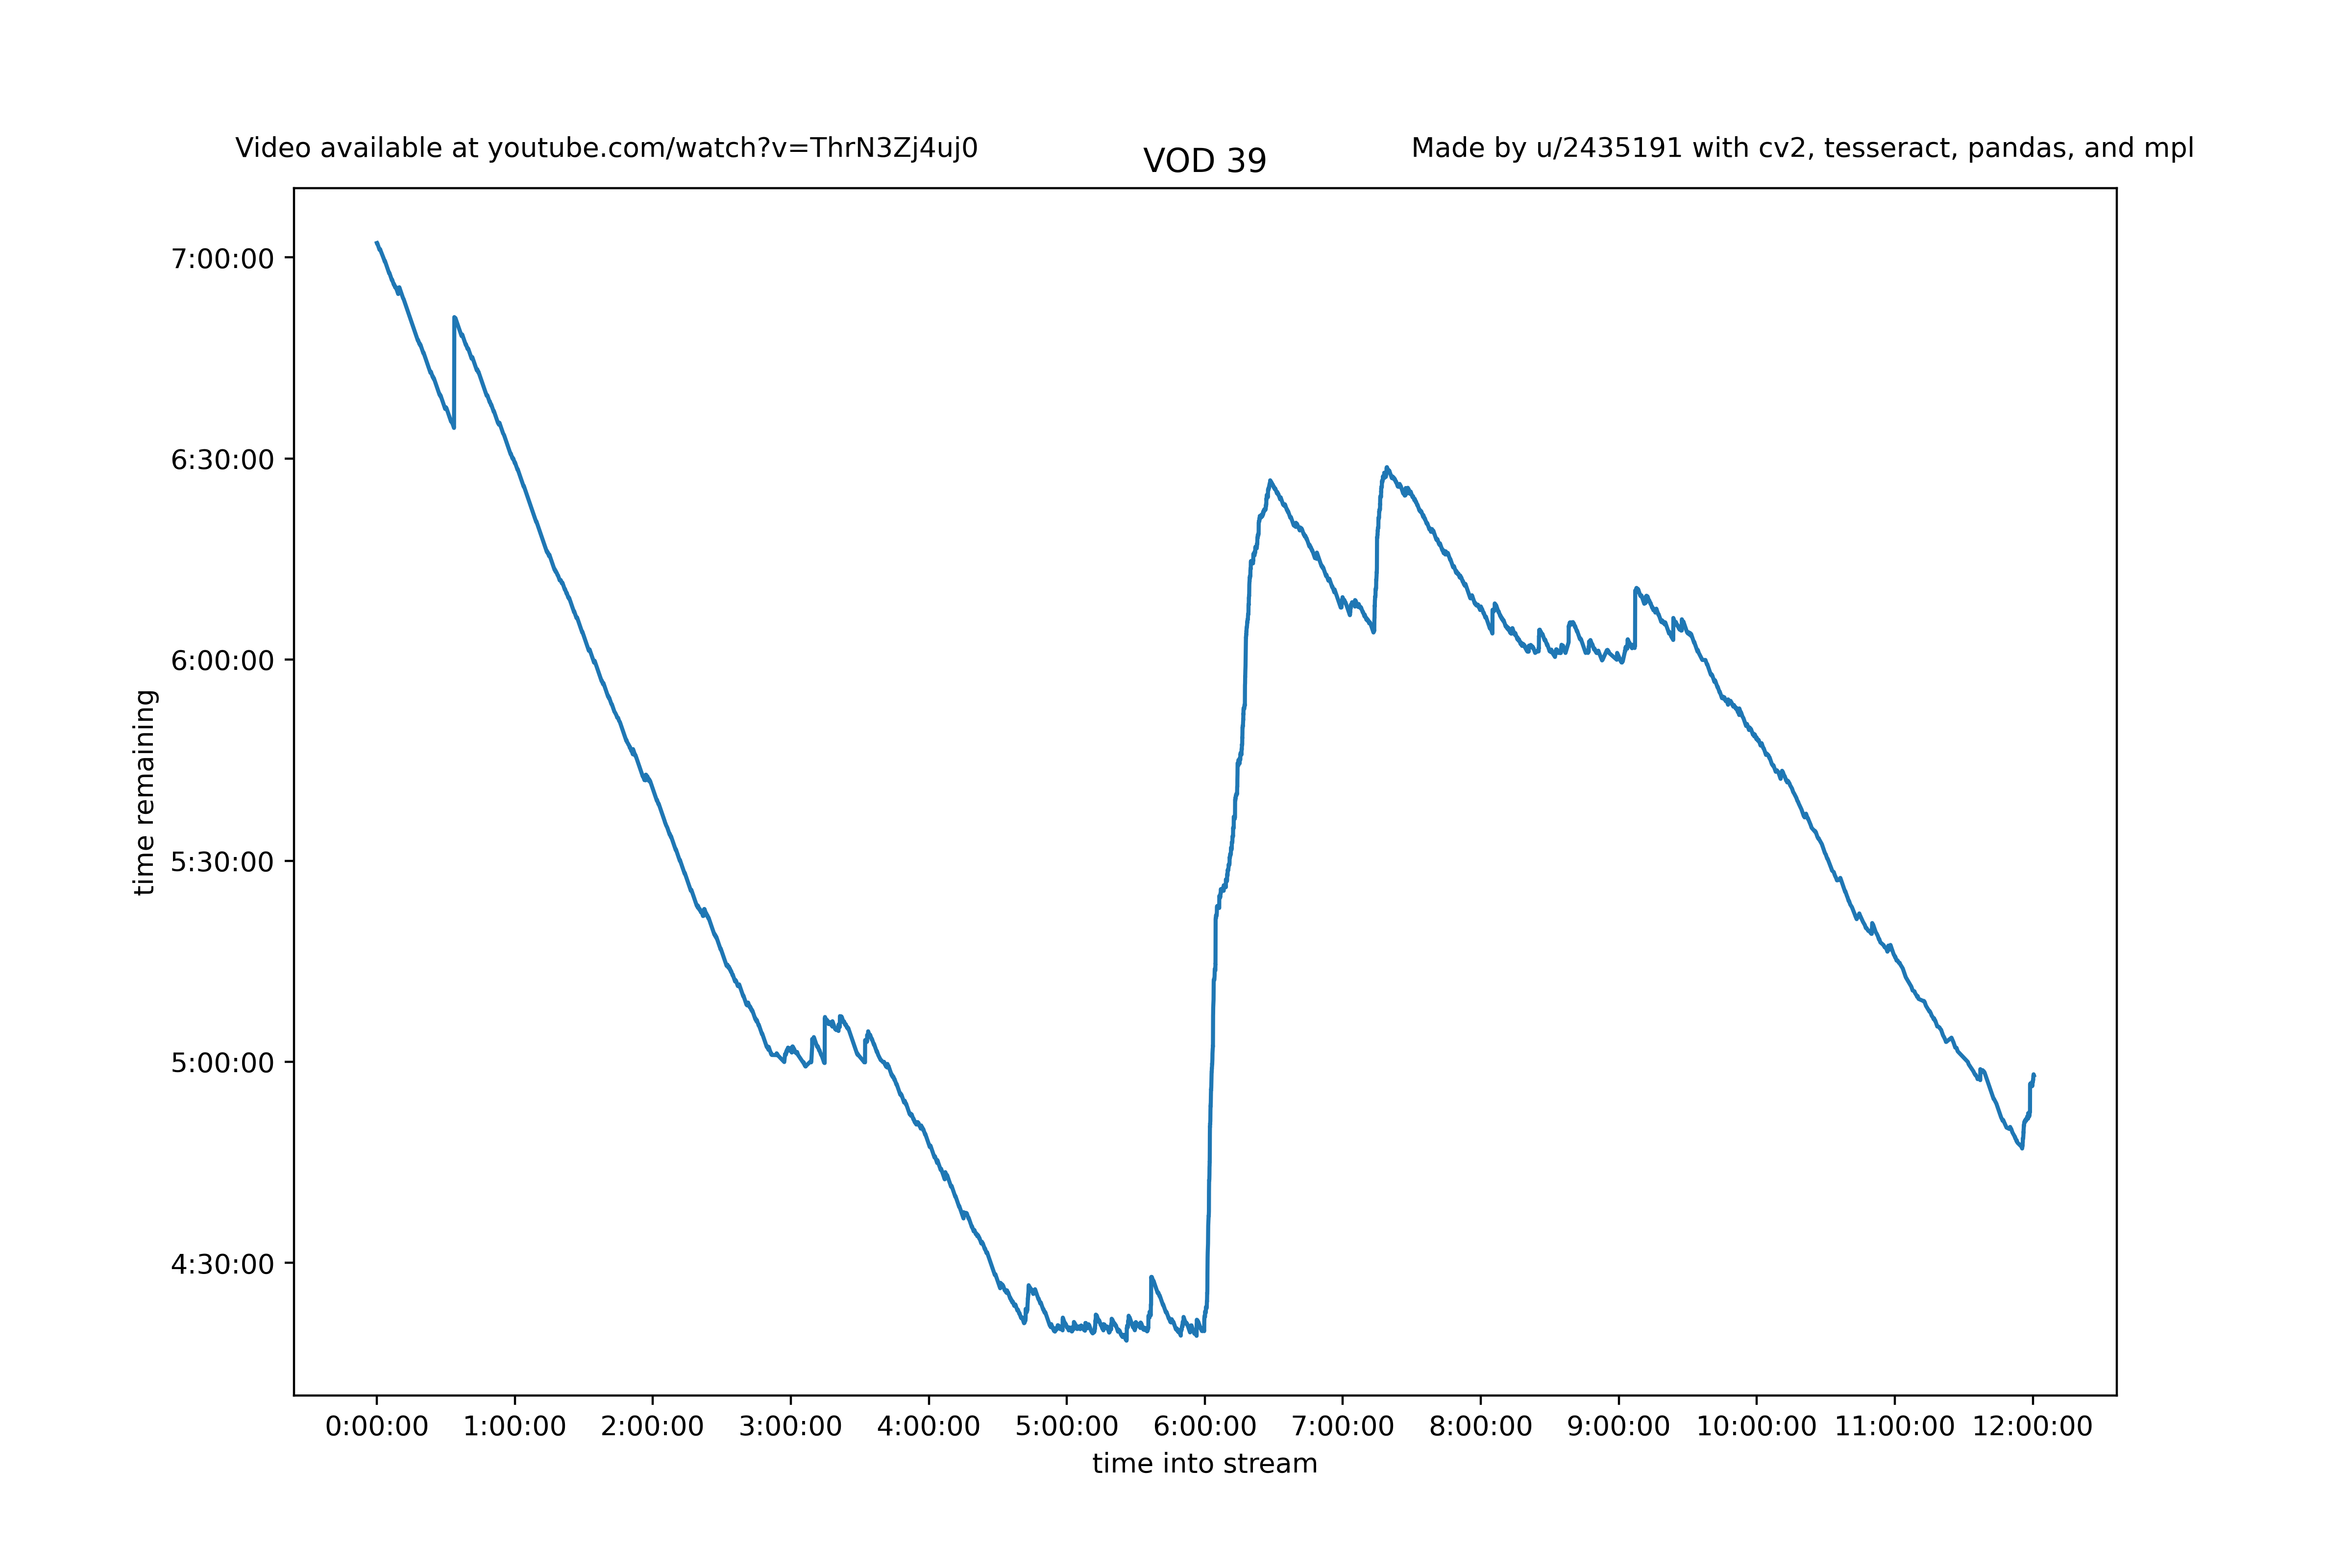 Video available at youtube.com/watch?v=ThrN3Zj4uj0
VOD 39
Made by u/2435191 with cv2, tesseract, pandas, and mpl
time remaining
7:00:00
6:30:00
6:00:00
5:30:00
5:00:00
4:30:00
0:00:00 1:00:00 2:00:00 3:00:00 4:00:00 5:00:00 6:00:00 7:00:00 8:00:00 9:00:00 10:00:00 11:00:00 12:00:00
time into stream